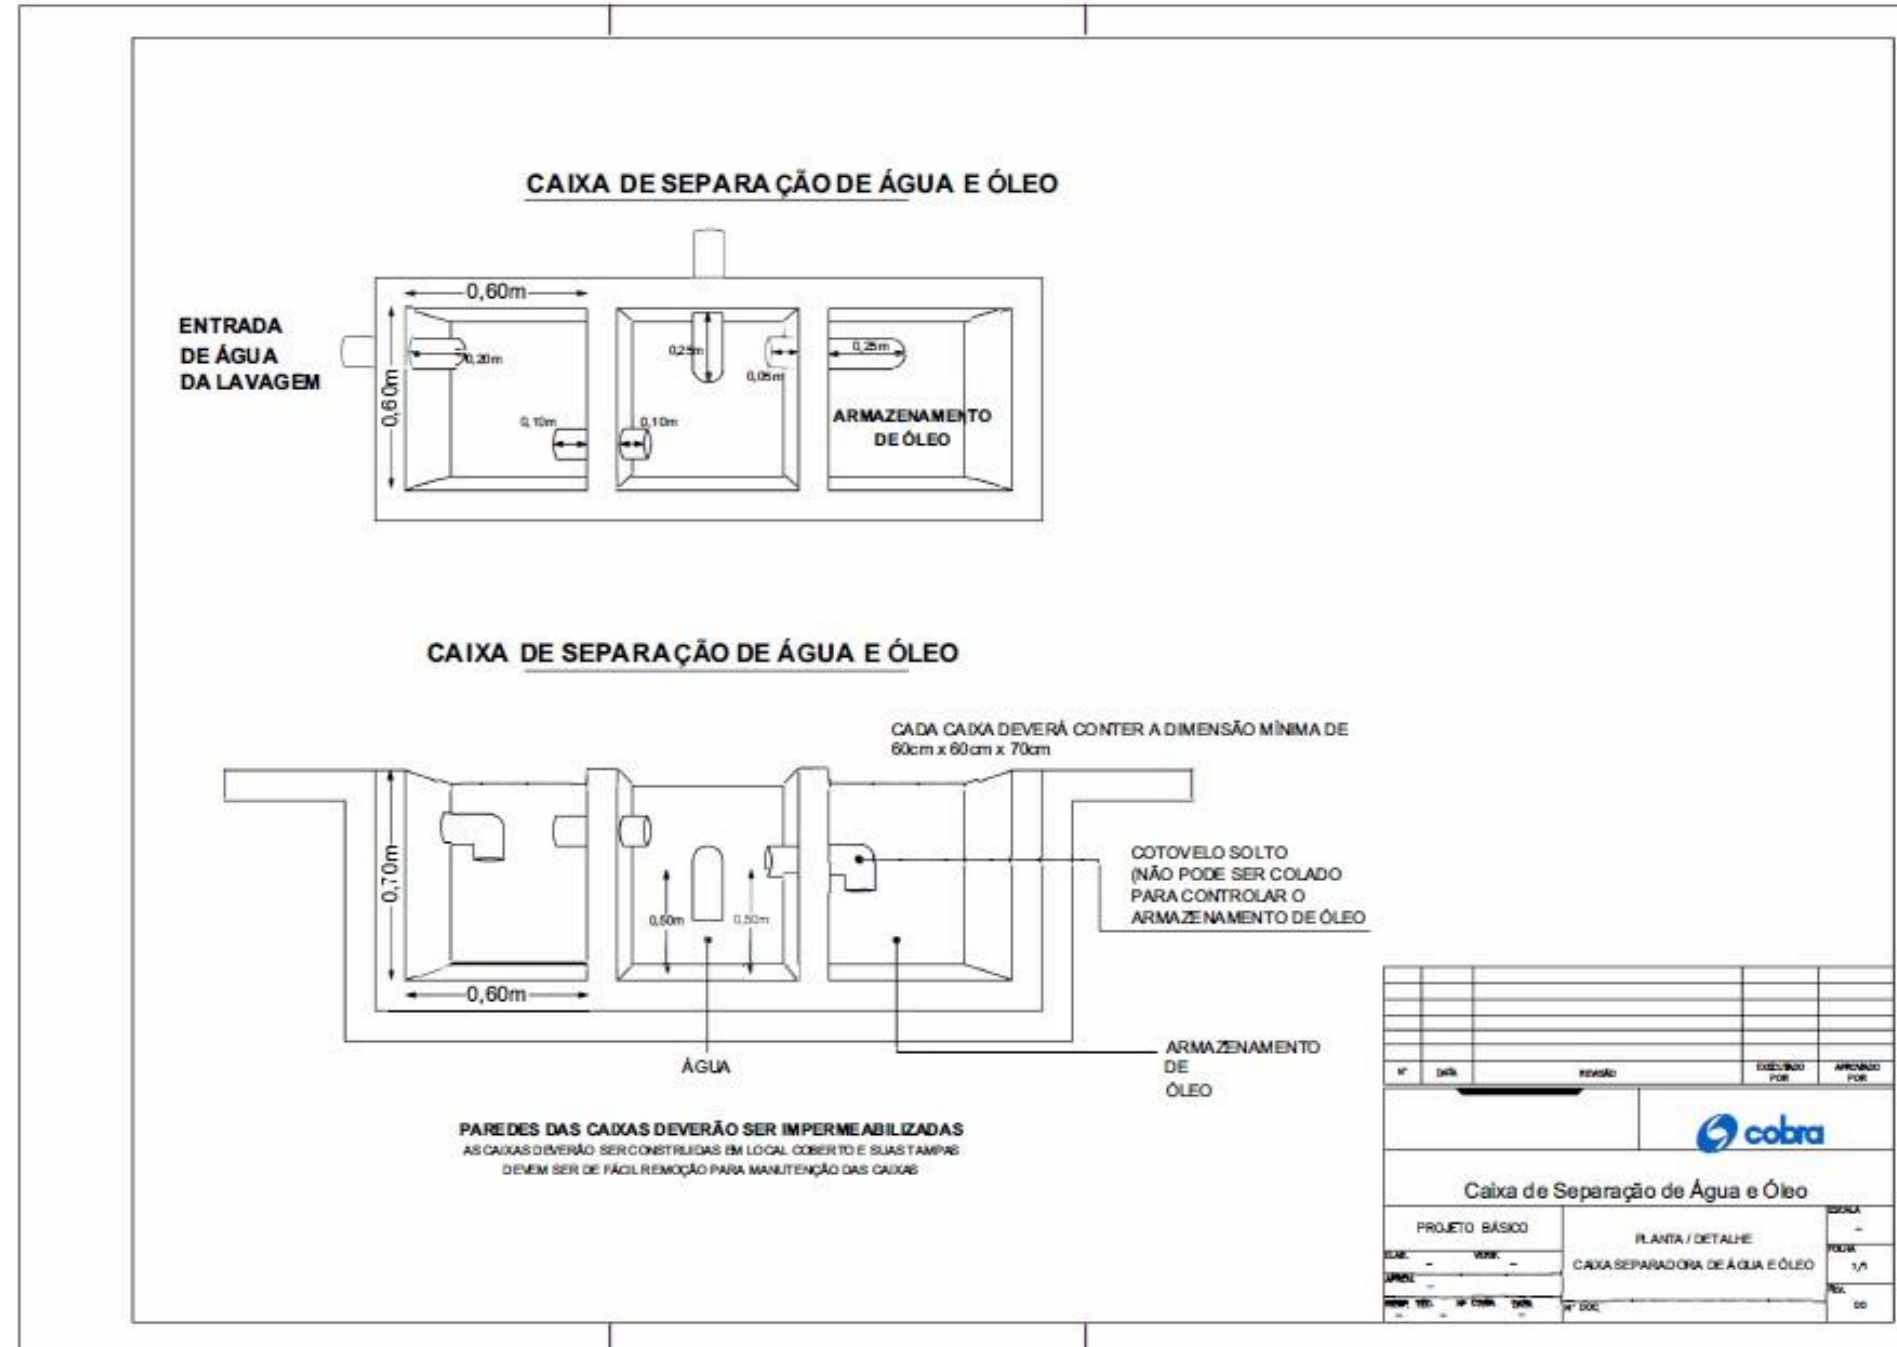 CAIXA DE SEPARAÇÃO DE ÁGUA E ÓLEO
0,60m
ENTRADA
DE ÁGUA
DA LAVAGEM
0,60m
0,20m
0,25m
0,05m
0,25m
0,10m
0,10m
ARMAZENAMENTO
DE ÓLEO
CAIXA DE SEPARAÇÃO DE ÁGUA E ÓLEO
CADA CAIXA DEVERÁ CONTER A DIMENSÃO MÍNIMA DE
60cm x 60cm x 70cm
0,70m
0,50m
0,50m
COTOVELO SOLTO
(NÃO PODE SER COLADO
PARA CONTROLAR O
ARMAZENAMENTO DE ÓLEO
0,60m
ÁGUA
ARMAZENAMENTO
DE
ÓLEO
PAREDES DAS CAIXAS DEVERÃO SER IMPERMEABILIZADAS
AS CAIXAS DEVERÃO SER CONSTRUIDAS EM LOCAL COBERTO E SUAS TAMPAS
DEVEM SER DE FÁCIL REMOÇÃO PARA MANUTENÇÃO DAS CAIXAS
N° DATA REVISÃO EXECUTADO POR APROVADO POR
cobra
Caixa de Separação de Água e Óleo
PROJETO BÁSICO
PLANTA / DETALHE
CAIXA SEPARADORA DE ÁGUA E ÓLEO
ESCALA
-
FOLHA
1/1
Rev.
00
ELAB. - VERIF. -
N° DOC.